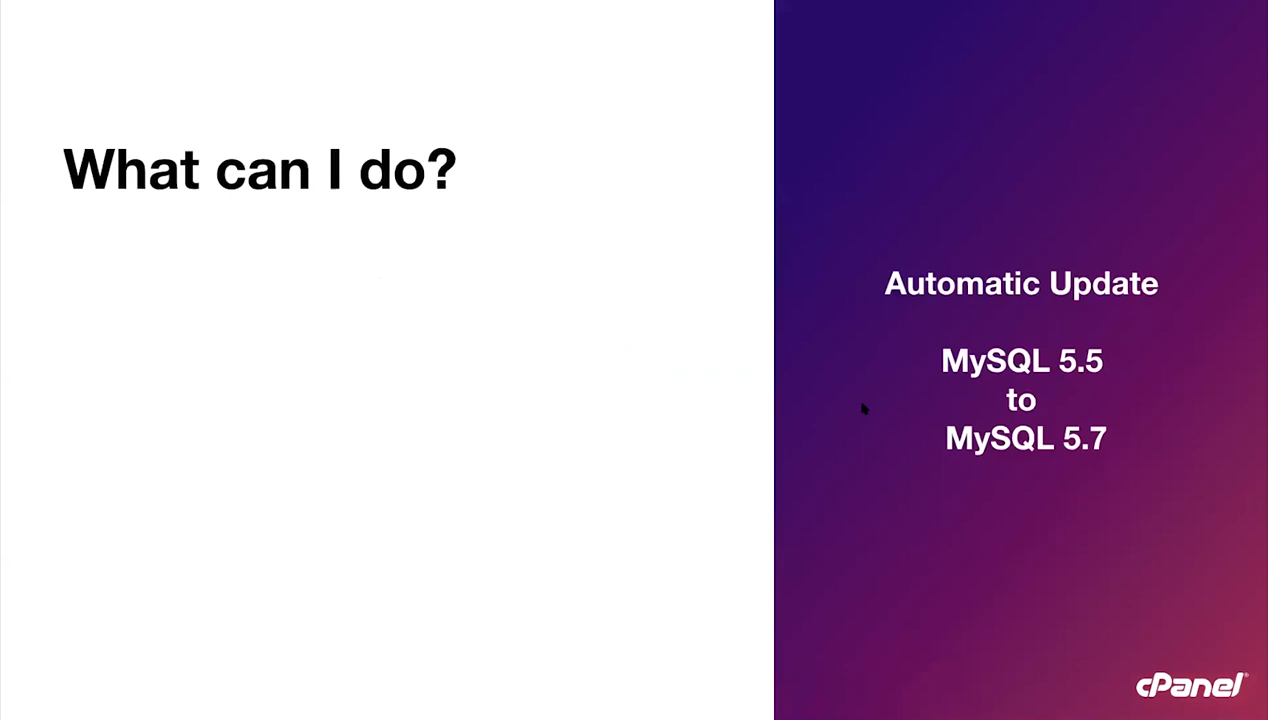 What can I do?
Automatic Update
MySQL 5.5
to
MySQL 5.7
cPanel®